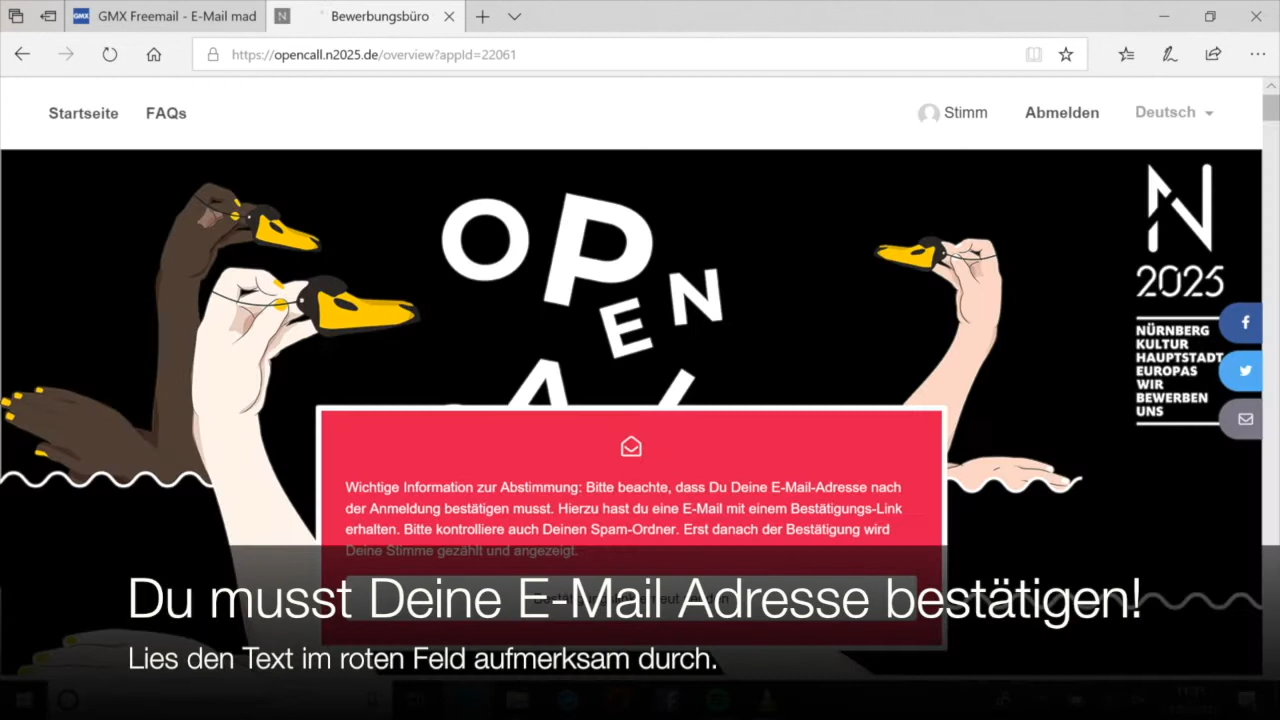 GMX Freemail - E-Mail mad
Bewerbungsbüro
https://opencall.n2025.de/overview?appId=22061
Startseite FAQs Stimm Abmelden Deutsch
OPEN
N
2025
NÜRNBERG
KULTUR
HAUPTSTADT
EUROPAS
WIR
BEWERBEN
UNS
Wichtige Information zur Abstimmung: Bitte beachte, dass Du Deine E-Mail-Adresse nach
der Anmeldung bestätigen musst. Hierzu hast du eine E-Mail mit einem Bestätigungs-Link
erhalten. Bitte kontrolliere auch Deinen Spam-Ordner. Erst danach der Bestätigung wird
Deine Stimme gezählt und angezeigt.
Du musst Deine E-Mail Adresse bestätigen!
Lies den Text im roten Feld aufmerksam durch.